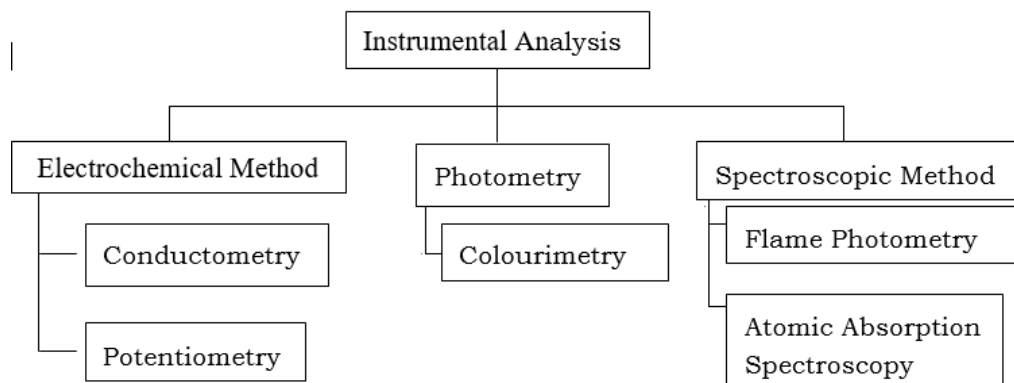 Instrumental Analysis
Electrochemical Method
Photometry
Spectroscopic Method
Conductometry
Colourimetry
Flame Photometry
Potentiometry
Atomic Absorption
Spectroscopy